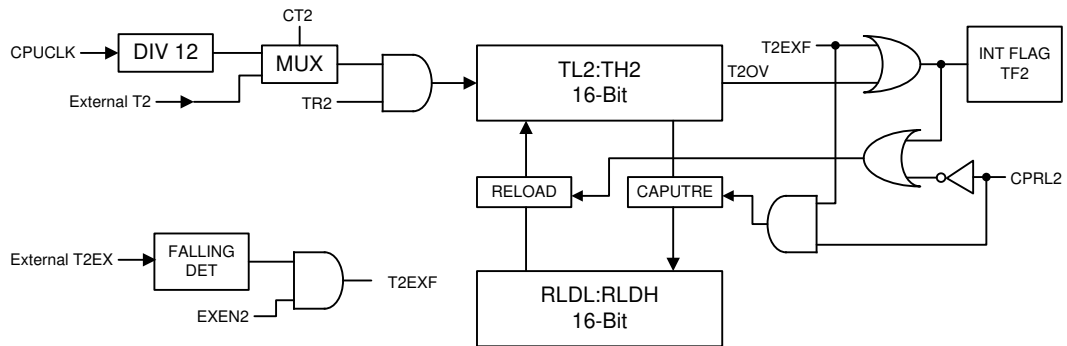 CT2
CPUCLK
DIV 12
MUX
External T2
TR2
TL2:TH2
16-Bit
T2EXF
T2OV
INT FLAG
TF2
RELOAD
CAPUTRE
CPRL2
External T2EX
FALLING
DET
EXEN2
T2EXF
RLDL:RLDH
16-Bit